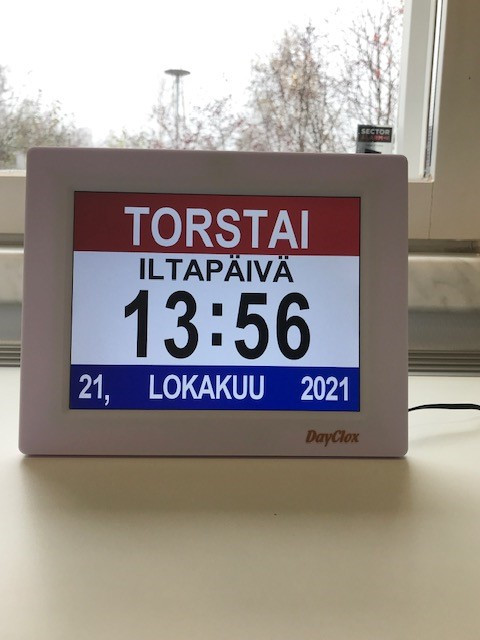 SECTOR
TORSTAI
ILTAPÄIVÄ
13:56
21, LOKAKUU 2021
DayClox